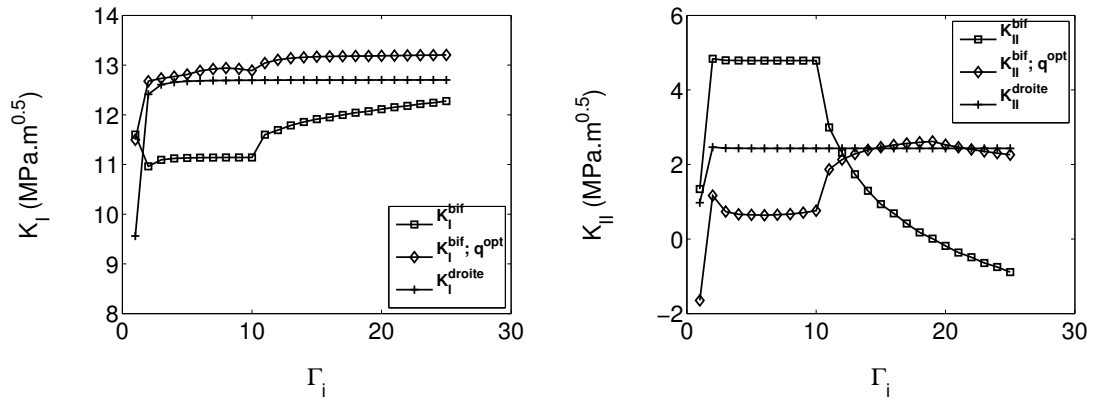 14
13
12
11
10
9
8
0
10
20
30
K_I (MPa.m^0.5)
Γ_i
K_I^bif
K_I^bif; q^opt
K_I^droite
6
4
2
0
−2
0
10
20
30
K_II (MPa.m^0.5)
Γ_i
K_II^bif
K_II^bif; q^opt
K_II^droite